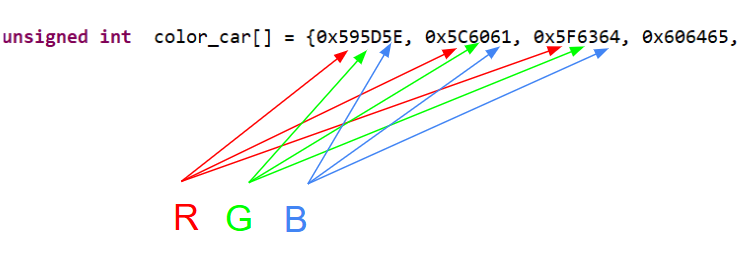 unsigned int color_car[] = {0x595D5E, 0x5C6061, 0x5F6364, 0x606465,
R G B